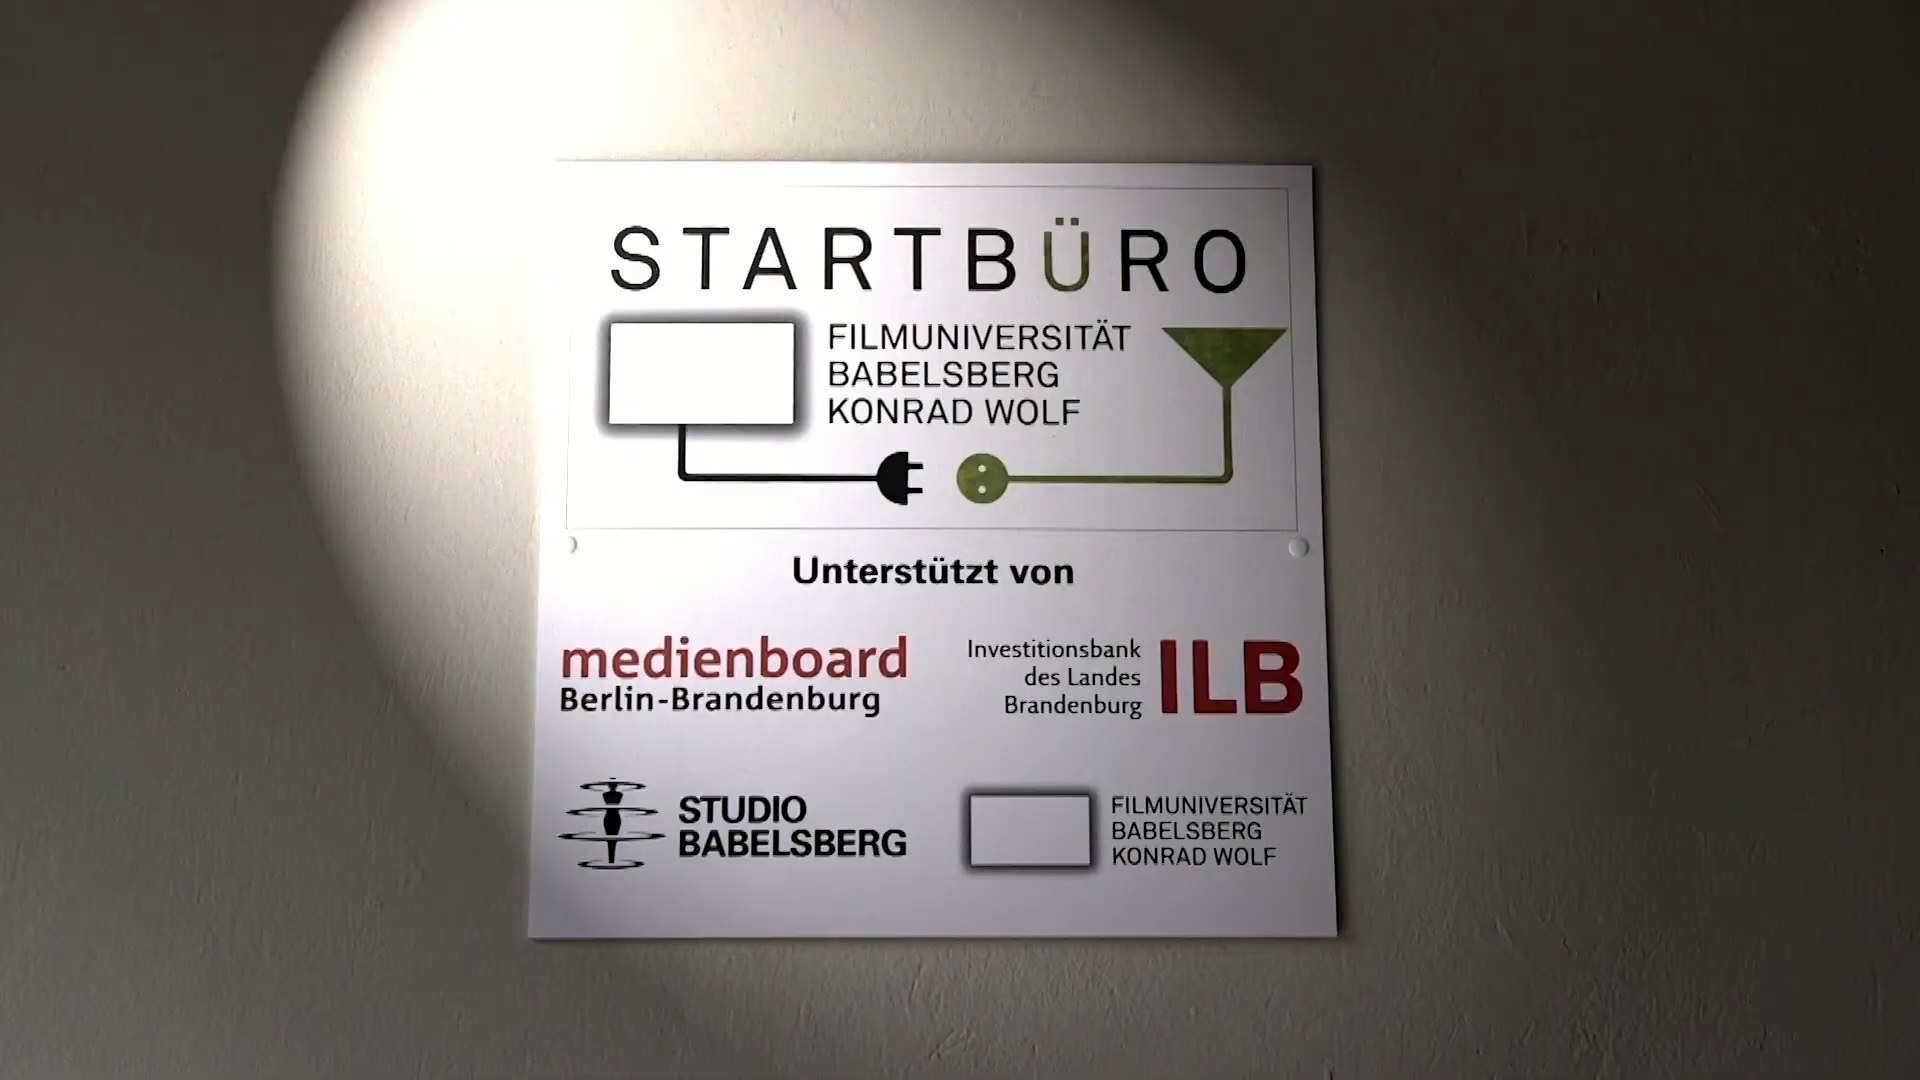 STARTBÜRO
FILMUNIVERSITÄT
BABELSBERG
KONRAD WOLF
Unterstützt von
medienboard
Berlin-Brandenburg
Investitionsbank
des Landes
Brandenburg
ILB
STUDIO
BABELSBERG
FILMUNIVERSITÄT
BABELSBERG
KONRAD WOLF